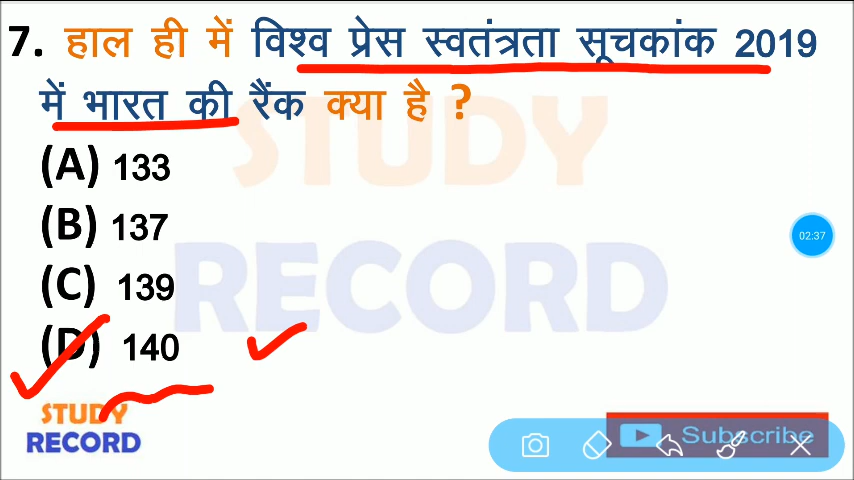 7. हाल ही में विश्व प्रेस स्वतंत्रता सूचकांक 2019
में भारत की रैंक क्या है ?
(A) 133
(B) 137
(C) 139
(D) 140
STUDY
RECORD
02:37
STUDY
RECORD
Subscribe